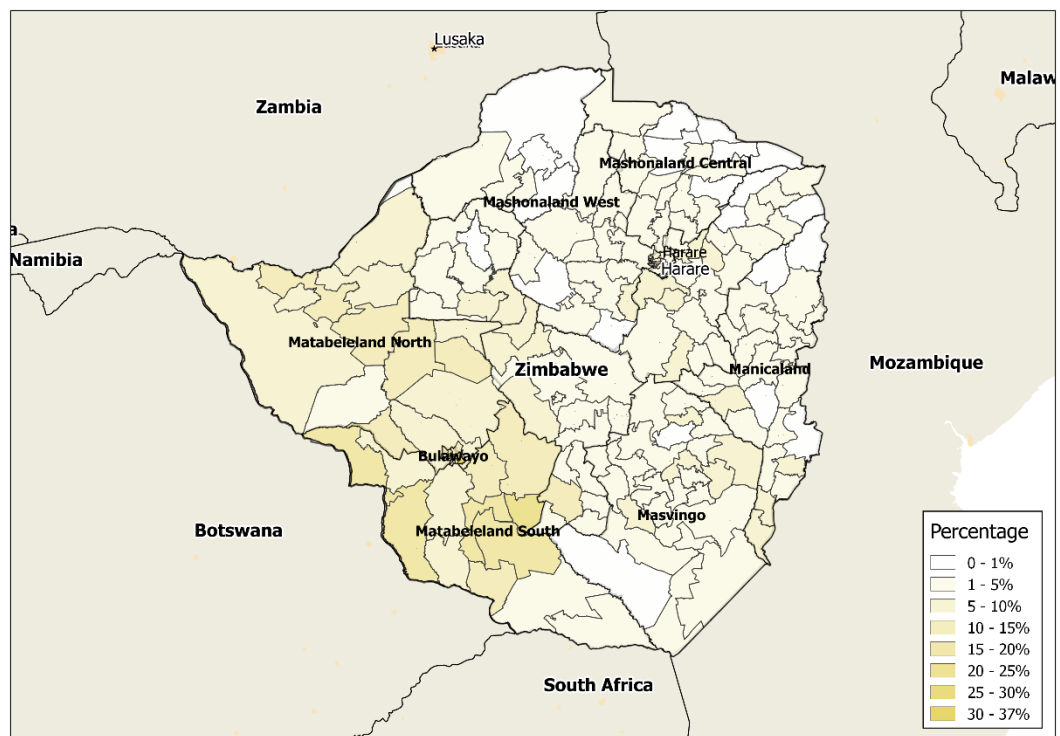 Lusaka
Malaw
Zambia
Mashonaland Central
Mashonaland West
a
Namibia
Harare
Harare
Matabeleland North
Zimbabwe
Manicaland
Mozambique
Bulawayo
Masvingo
Botswana
Matabeleland South
South Africa
Percentage
0 - 1%
1 - 5%
5 - 10%
10 - 15%
15 - 20%
20 - 25%
25 - 30%
30 - 37%